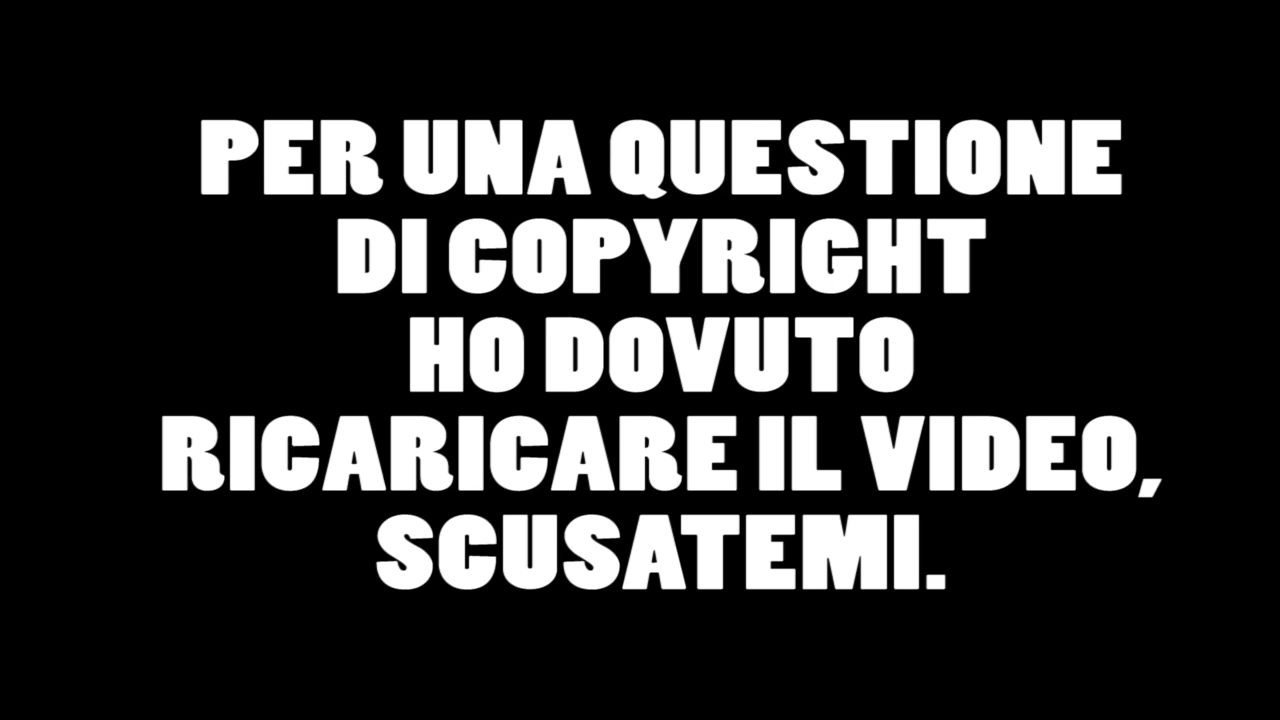 PER UNA QUESTIONE
DI COPYRIGHT
HO DOVUTO
RICARICARE IL VIDEO,
SCUSATEMI.